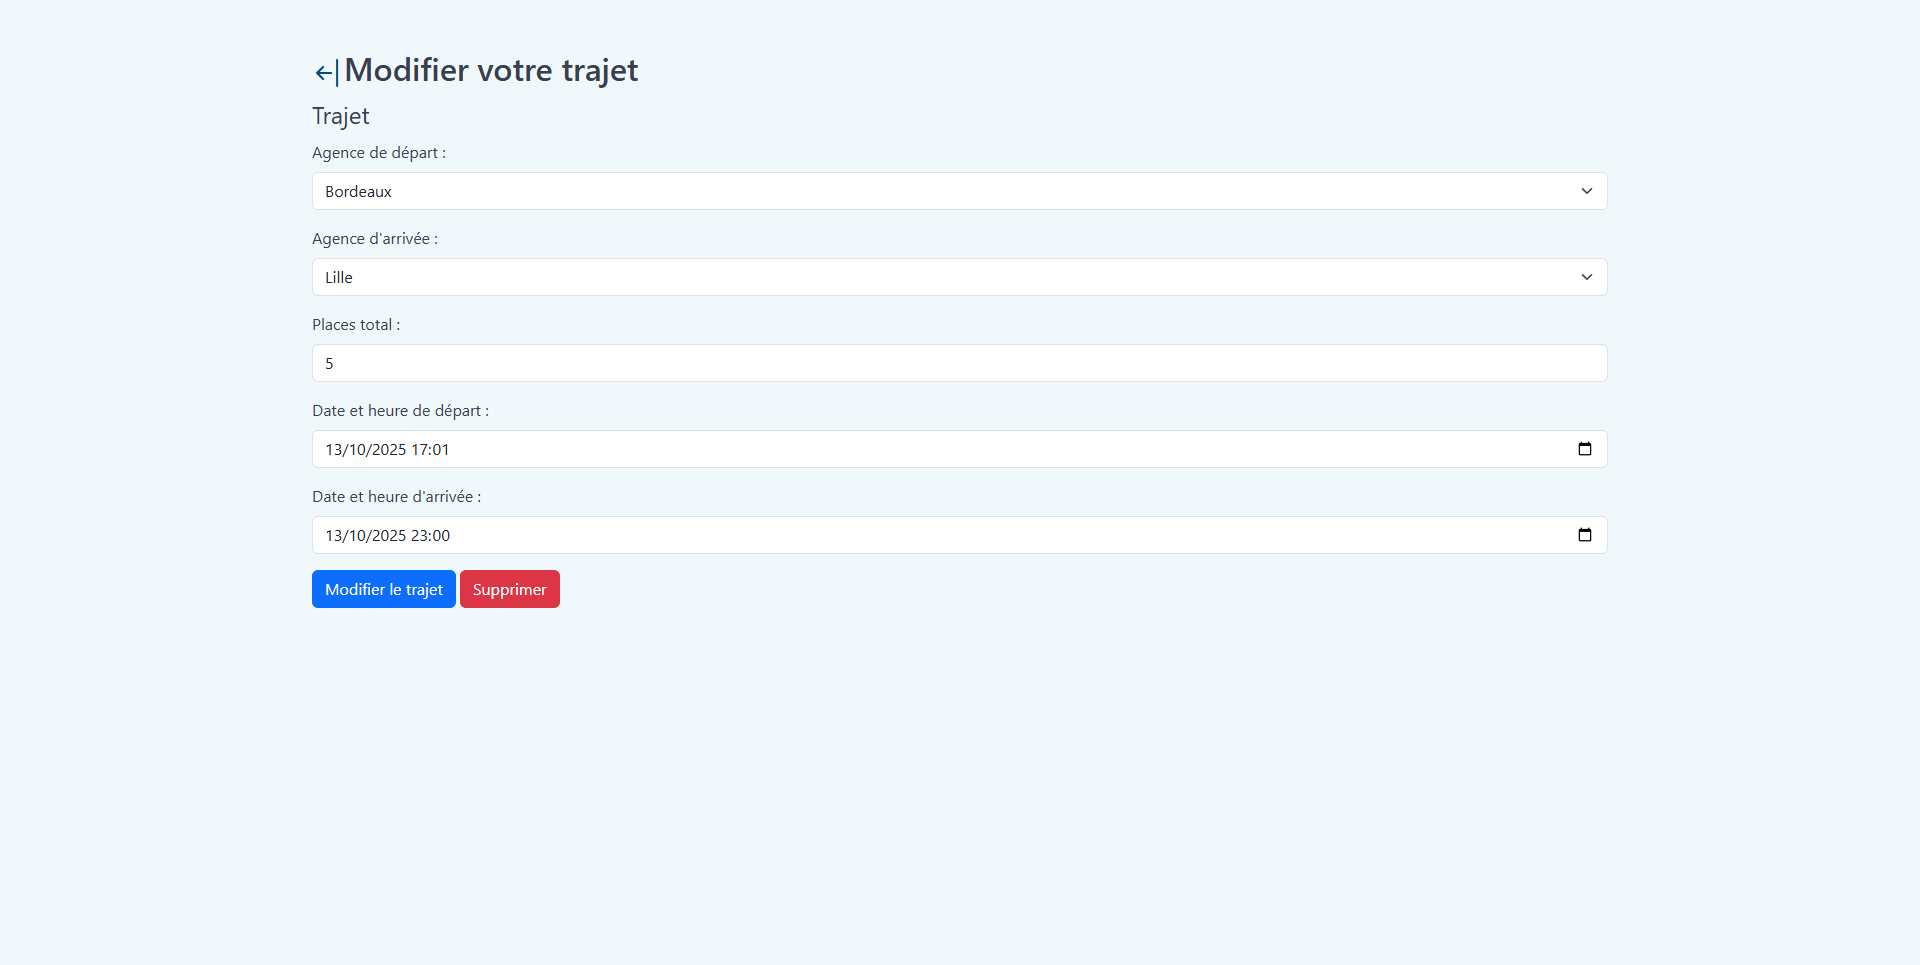 Modifier votre trajet
Trajet
Agence de départ :
Bordeaux
Agence d'arrivée :
Lille
Places total :
5
Date et heure de départ :
13/10/2025 17:01
Date et heure d'arrivée :
13/10/2025 23:00
Modifier le trajet Supprimer